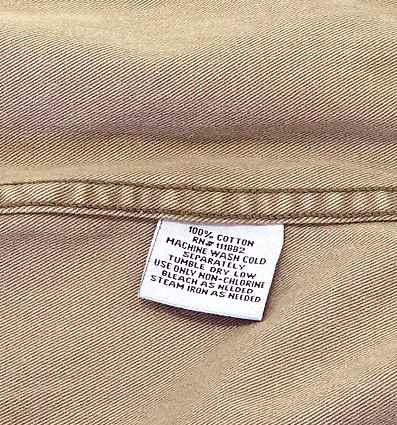 100% COTTON
RN# 111882
MACHINE WASH COLD
SEPARATELY
TUMBLE DRY LOW
USE ONLY NON-CHLORINE
BLEACH AS NEEDED
STEAM IRON AS NEEDED